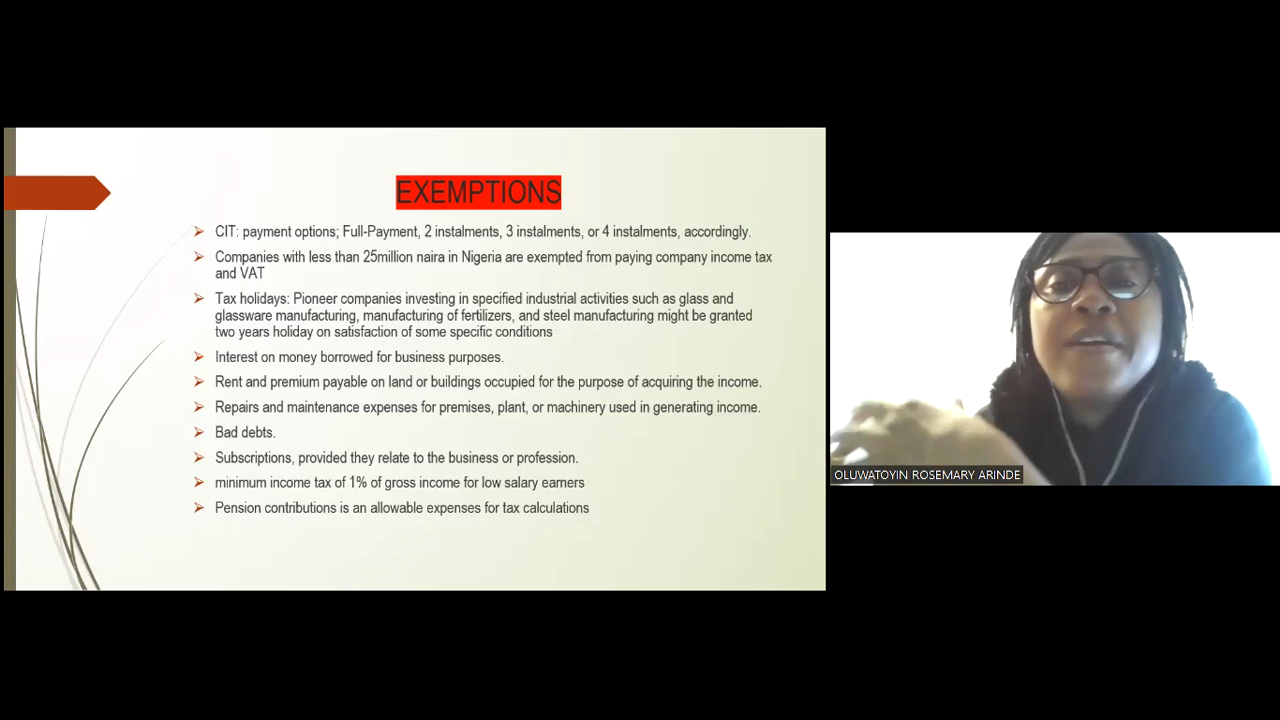 EXEMPTIONS
CIT: payment options; Full-Payment, 2 instalments, 3 instalments, or 4 instalments, accordingly.
Companies with less than 25million naira in Nigeria are exempted from paying company income tax
and VAT
Tax holidays: Pioneer companies investing in specified industrial activities such as glass and
glassware manufacturing, manufacturing of fertilizers, and steel manufacturing might be granted
two years holiday on satisfaction of some specific conditions
Interest on money borrowed for business purposes.
Rent and premium payable on land or buildings occupied for the purpose of acquiring the income.
Repairs and maintenance expenses for premises, plant, or machinery used in generating income.
Bad debts.
Subscriptions, provided they relate to the business or profession.
minimum income tax of 1% of gross income for low salary earners
Pension contributions is an allowable expenses for tax calculations
OLUWATOYIN ROSEMARY ARINDE